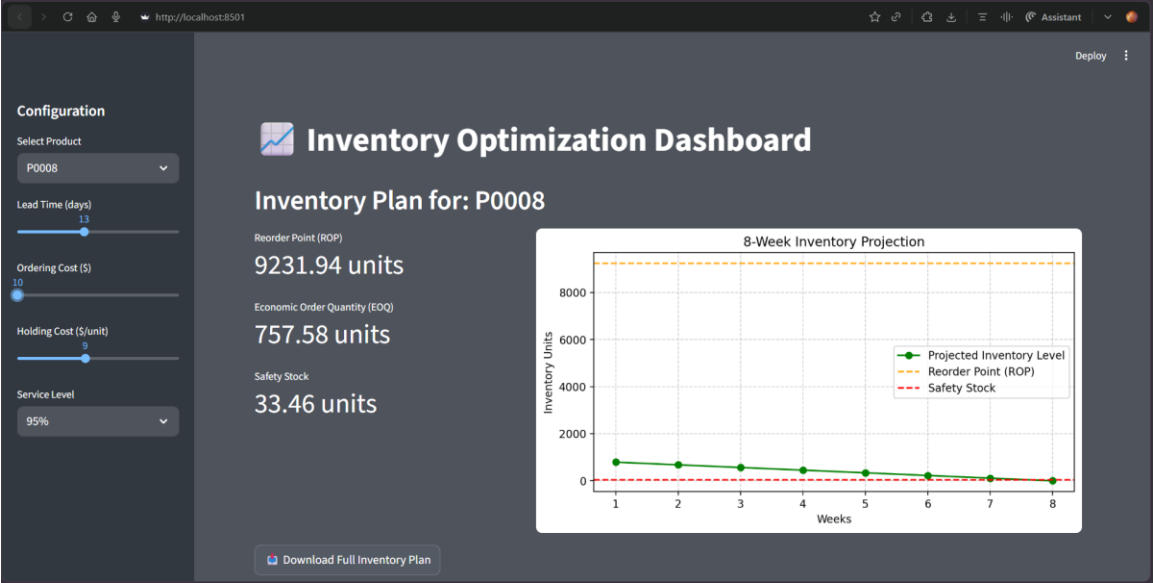 http://localhost:8501
Assistant
Deploy
Configuration
Select Product
P0008
Lead Time (days)
13
Ordering Cost ($)
10
Holding Cost ($/unit)
9
Service Level
95%
Inventory Optimization Dashboard
Inventory Plan for: P0008
Reorder Point (ROP)
9231.94 units
Economic Order Quantity (EOQ)
757.58 units
Safety Stock
33.46 units
8-Week Inventory Projection
Inventory Units
8000
6000
4000
2000
0
Projected Inventory Level
Reorder Point (ROP)
Safety Stock
1 2 3 4 5 6 7 8
Weeks
Download Full Inventory Plan